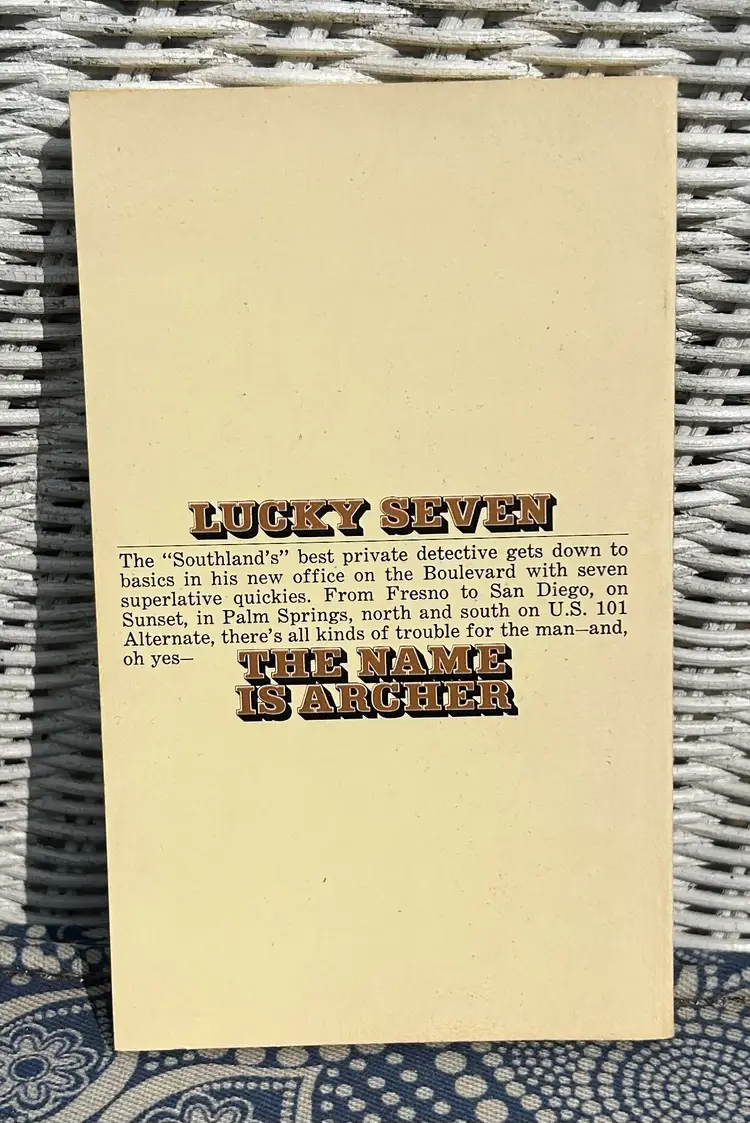 LUCKY SEVEN
The “Southland's” best private detective gets down to
basics in his new office on the Boulevard with seven
superlative quickies. From Fresno to San Diego, on
Sunset, in Palm Springs, north and south on U.S. 101
Alternate, there's all kinds of trouble for the man—and,
oh yes—
THE NAME
IS ARCHER